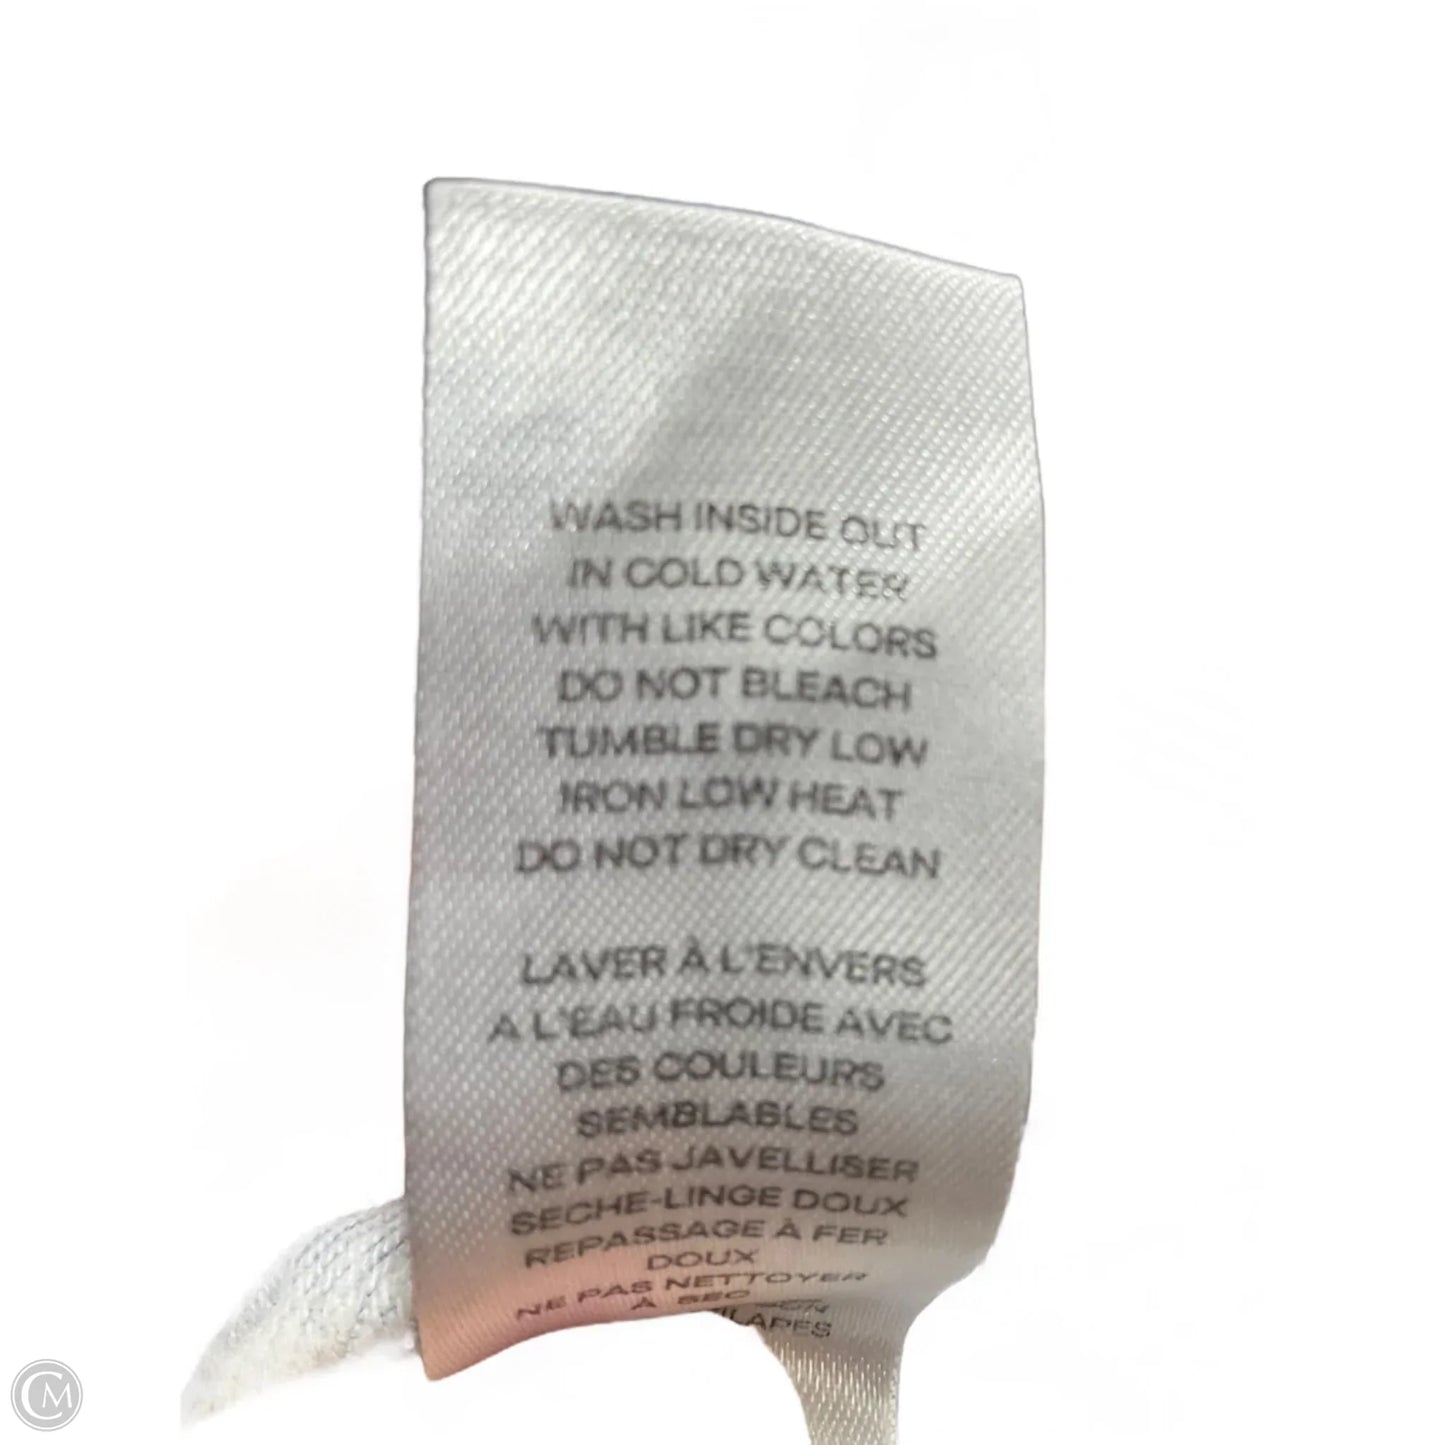 WASH INSIDE OUT
IN COLD WATER
WITH LIKE COLORS
DO NOT BLEACH
TUMBLE DRY LOW
IRON LOW HEAT
DO NOT DRY CLEAN
LAVER À L'ENVERS
A L'EAU FROIDE AVEC
DES COULEURS
SEMBLABLES
NE PAS JAVELLISER
SECHE-LINGE DOUX
REPASSAGE À FER
DOUX
NE PAS NETTOYER
À SEC
CM